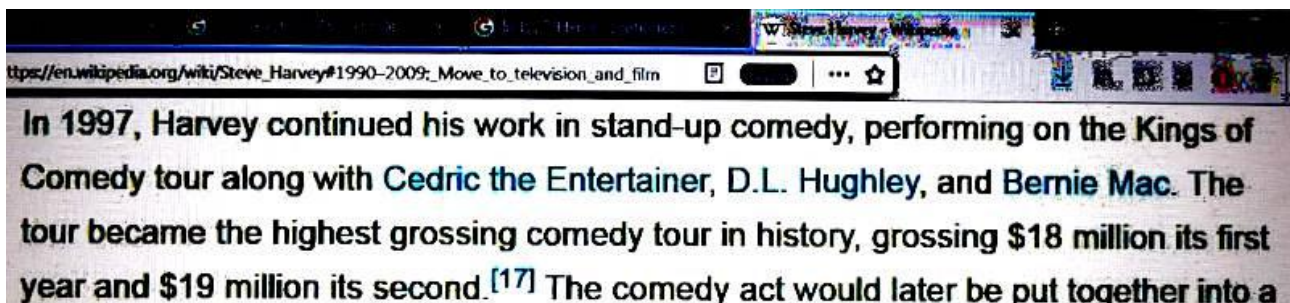 Steve Harvey - Wikipedia
ttps://en.wikipedia.org/wiki/Steve_Harvey#1990–2009:_Move_to_television_and_film
In 1997, Harvey continued his work in stand-up comedy, performing on the Kings of
Comedy tour along with Cedric the Entertainer, D.L. Hughley, and Bernie Mac. The
tour became the highest grossing comedy tour in history, grossing $18 million its first
year and $19 million its second.[17] The comedy act would later be put together into a